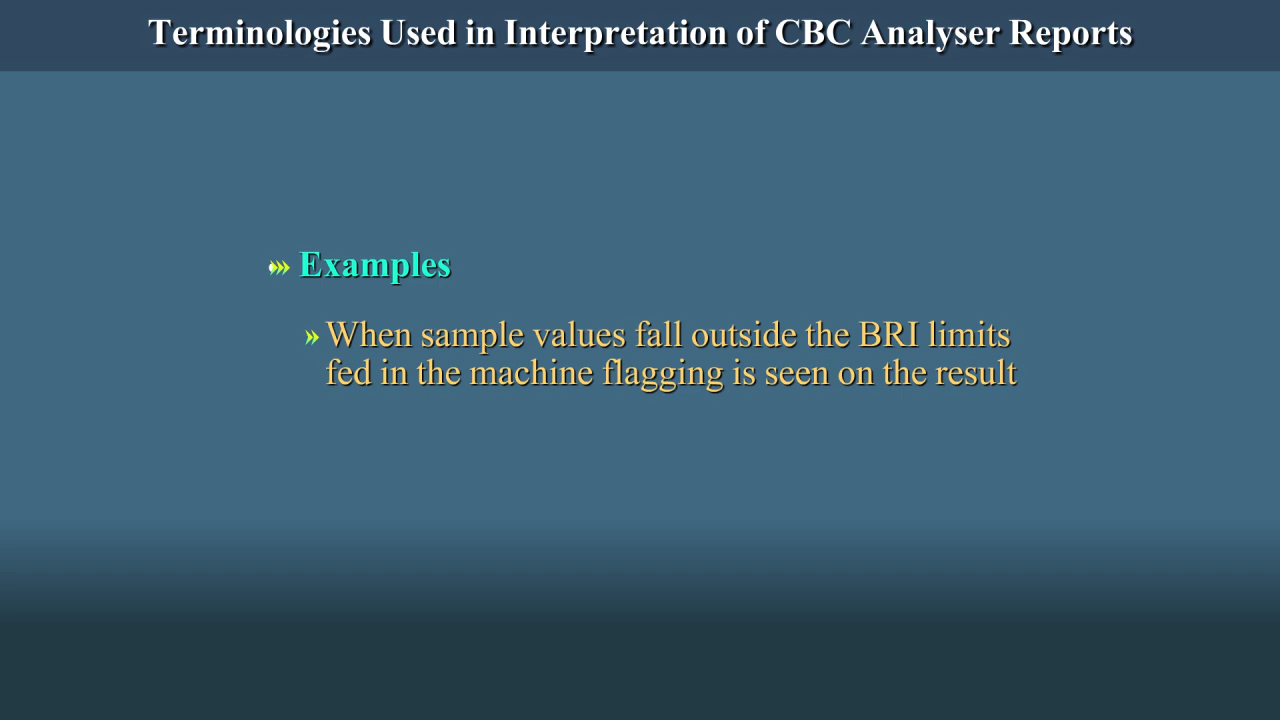 Terminologies Used in Interpretation of CBC Analyser Reports
Examples
When sample values fall outside the BRI limits
fed in the machine flagging is seen on the result